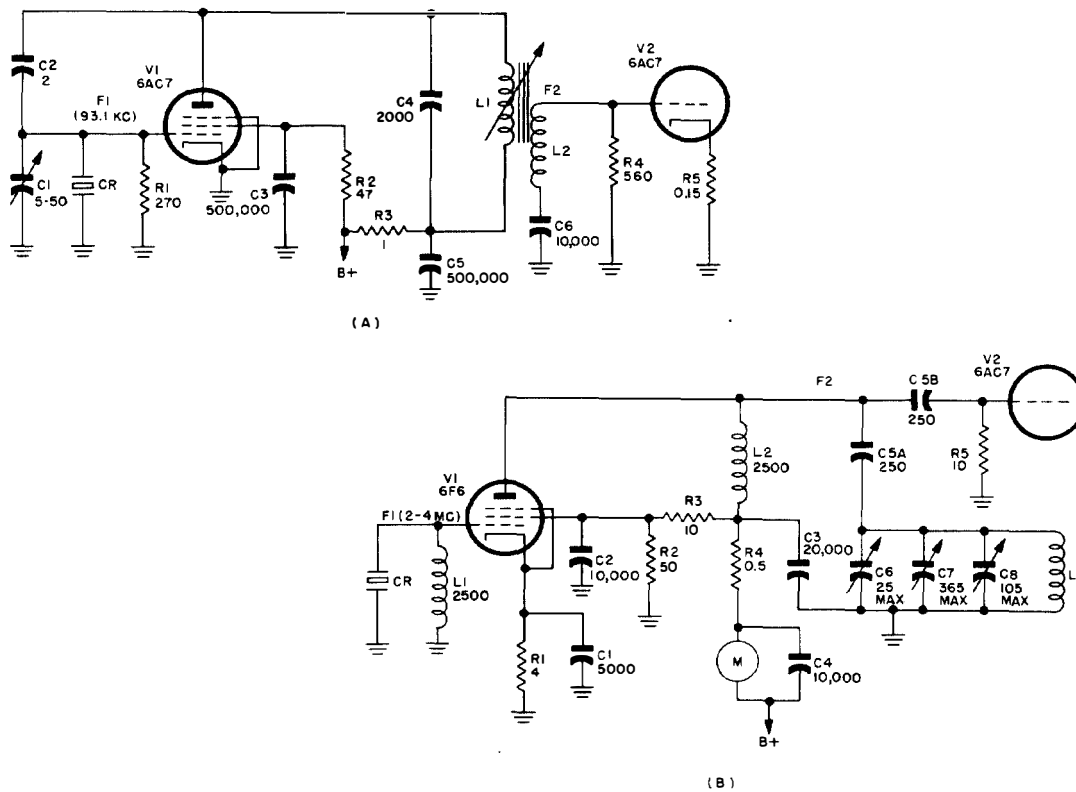 C2
2
V1
6AC7
F1
(93.1 KC)
C1
5-50
CR
R1
270
C3
500,000
R2
47
R3
1
B+
C4
2000
C5
500,000
L1
F2
L2
C6
10,000
R4
560
V2
6AC7
R5
0.15
(A)
V1
6F6
F1(2-4 MC)
CR
L1
2500
R1
4
C1
5000
C2
10,000
R2
50
R3
10
L2
2500
R4
0.5
C3
20,000
M
C4
10,000
B+
F2
C5A
250
C5B
250
R5
10
V2
6AC7
C6
25
MAX
C7
365
MAX
C8
105
MAX
L
(B)